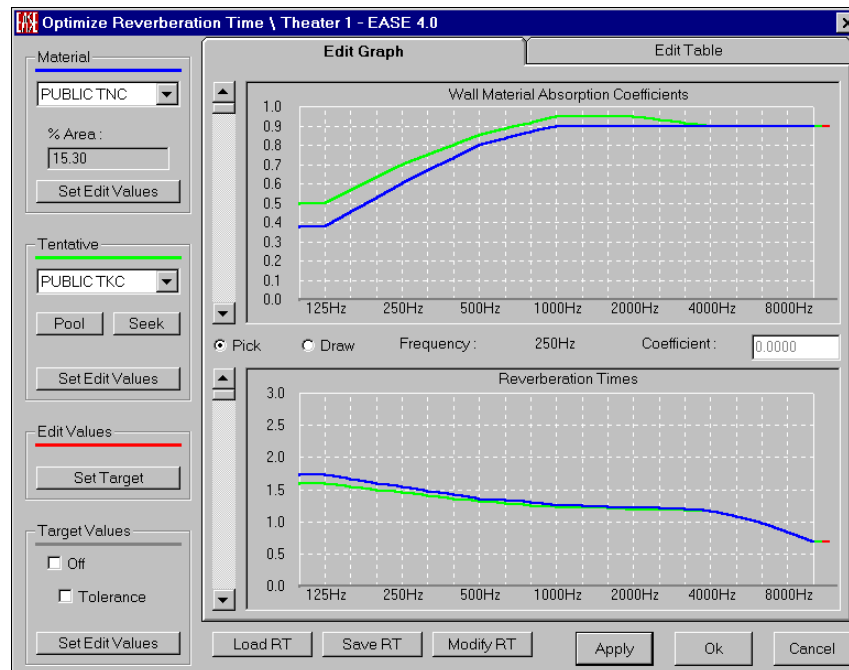 EASE Optimize Reverberation Time \ Theater 1 - EASE 4.0
Material
PUBLIC TNC
% Area :
15.30
Set Edit Values
Tentative
PUBLIC TKC
Pool Seek
Set Edit Values
Edit Values
Set Target
Target Values
Off
Tolerance
Set Edit Values
Edit Graph Edit Table
Wall Material Absorption Coefficients
1.0
0.9
0.8
0.7
0.6
0.5
0.4
0.3
0.2
0.1
0.0
125Hz 250Hz 500Hz 1000Hz 2000Hz 4000Hz 8000Hz
Pick Draw Frequency : 250Hz Coefficient : 0.0000
Reverberation Times
3.0
2.5
2.0
1.5
1.0
0.5
0.0
125Hz 250Hz 500Hz 1000Hz 2000Hz 4000Hz 8000Hz
Load RT Save RT Modify RT Apply Ok Cancel